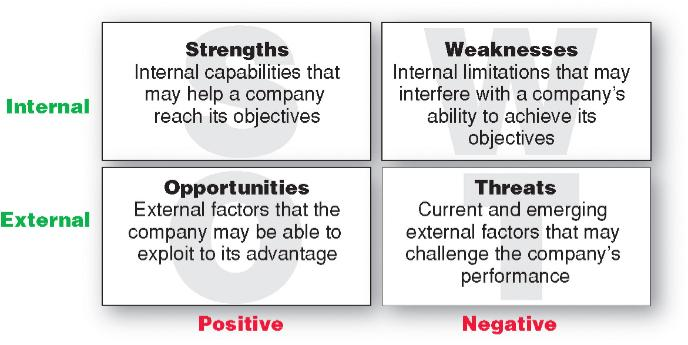 Strengths
Internal capabilities that
may help a company
reach its objectives
Weaknesses
Internal limitations that may
interfere with a company's
ability to achieve its
objectives
Internal
Opportunities
External factors that the
company may be able to
exploit to its advantage
Threats
Current and emerging
external factors that may
challenge the company's
performance
External
Positive
Negative
S
W
O
T